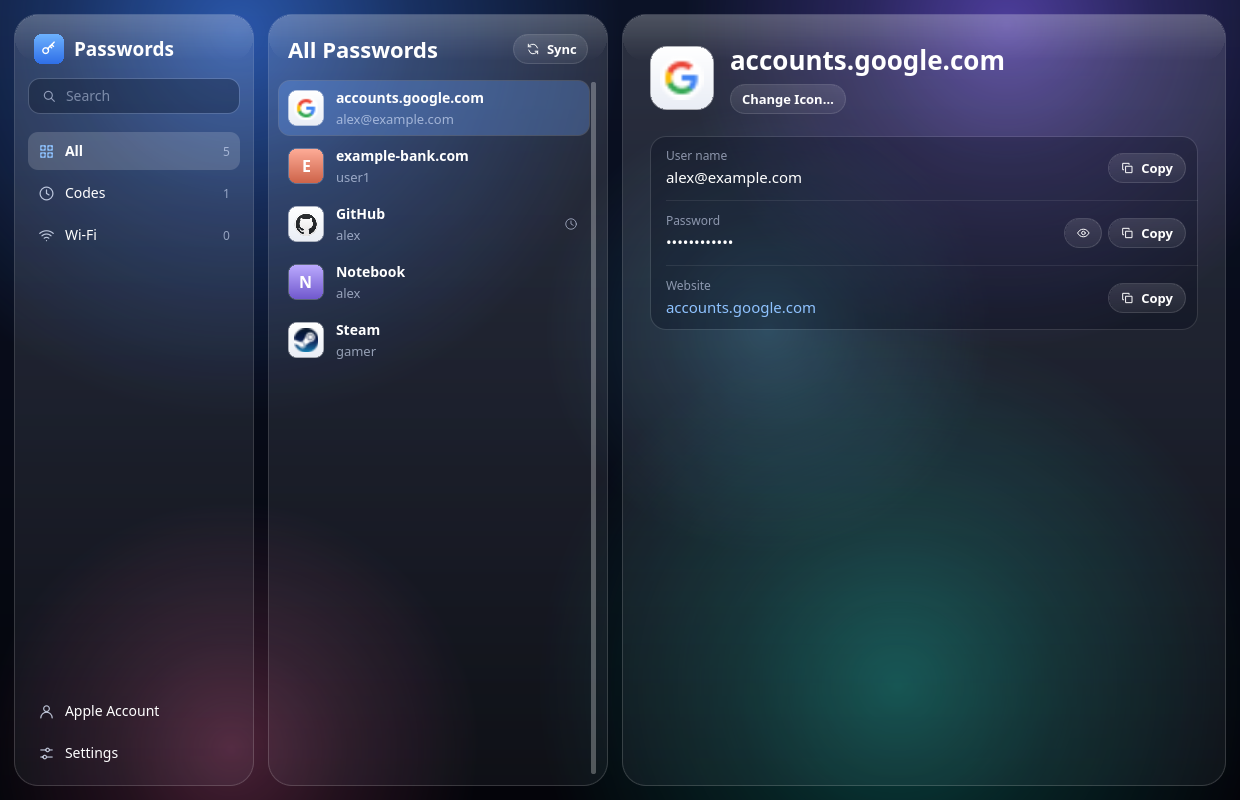 Passwords
Search
All 5
Codes 1
Wi-Fi 0
Apple Account
Settings
All Passwords
Sync
accounts.google.com
alex@example.com
E
example-bank.com
user1
GitHub
alex
N
Notebook
alex
Steam
gamer
accounts.google.com
Change Icon...
User name
alex@example.com
Copy
Password
••••••••••••
Copy
Website
accounts.google.com
Copy